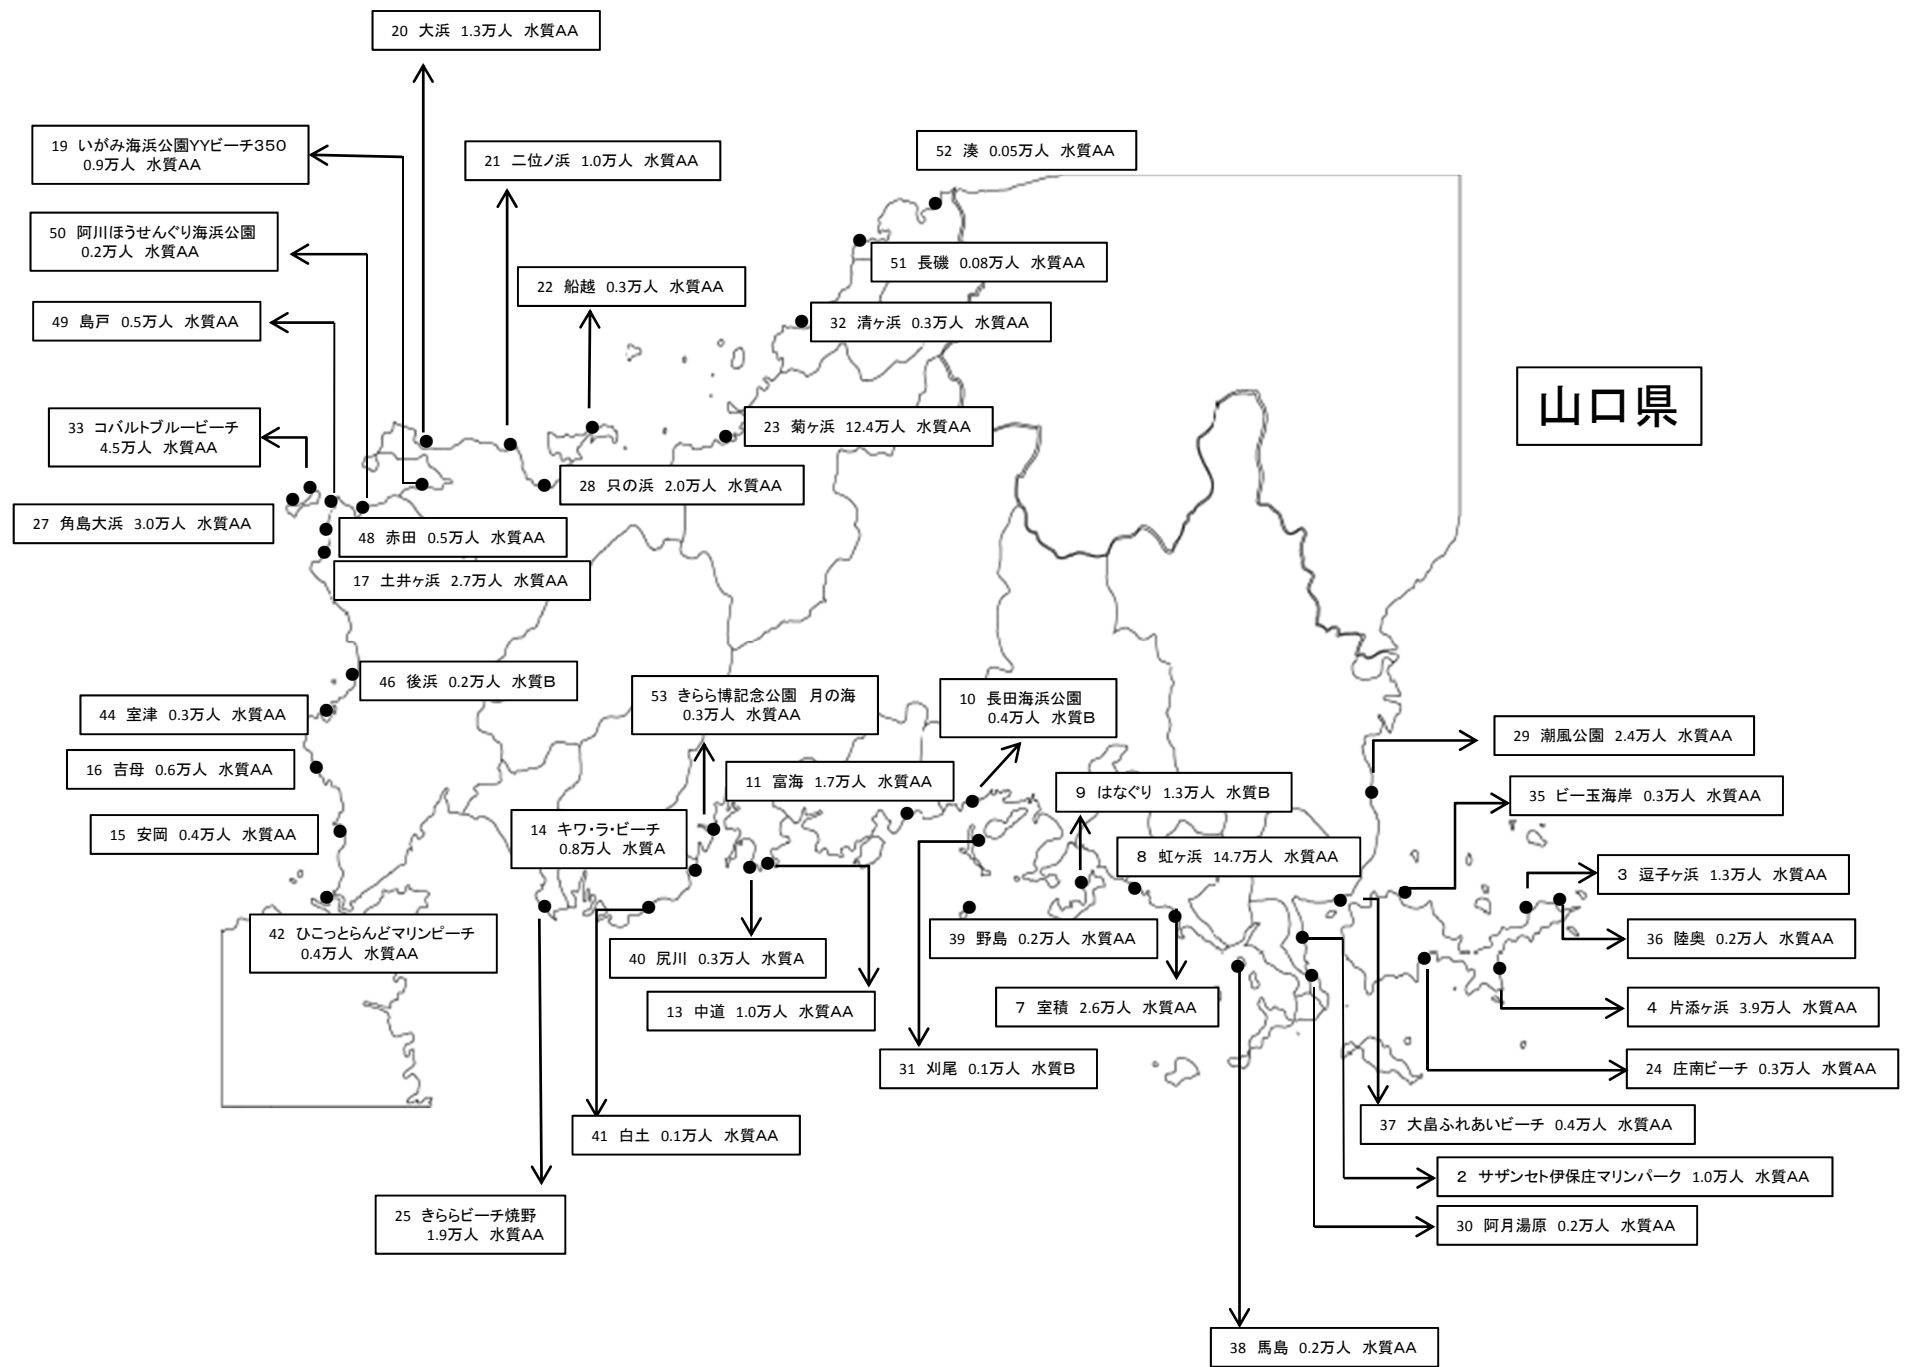 20 大浜 1.3万人 水質AA
19 いがみ海浜公園YYビーチ350
0.9万人 水質AA
21 二位ノ浜 1.0万人 水質AA
52 湊 0.05万人 水質AA
50 阿川ほうせんぐり海浜公園
0.2万人 水質AA
51 長磯 0.08万人 水質AA
22 船越 0.3万人 水質AA
49 島戸 0.5万人 水質AA
32 清ヶ浜 0.3万人 水質AA
山口県
33 コバルトブルービーチ
4.5万人 水質AA
23 菊ヶ浜 12.4万人 水質AA
28 只の浜 2.0万人 水質AA
27 角島大浜 3.0万人 水質AA
48 赤田 0.5万人 水質AA
17 土井ヶ浜 2.7万人 水質AA
46 後浜 0.2万人 水質B
53 きらら博記念公園 月の海
0.3万人 水質AA
10 長田海浜公園
0.4万人 水質B
44 室津 0.3万人 水質AA
29 潮風公園 2.4万人 水質AA
16 吉母 0.6万人 水質AA
11 富海 1.7万人 水質AA
9 はなぐり 1.3万人 水質B
35 ビー玉海岸 0.3万人 水質AA
15 安岡 0.4万人 水質AA
14 キワ・ラ・ビーチ
0.8万人 水質A
8 虹ヶ浜 14.7万人 水質AA
3 逗子ヶ浜 1.3万人 水質AA
42 ひこっとらんどマリンピーチ
0.4万人 水質AA
40 尻川 0.3万人 水質A
39 野島 0.2万人 水質AA
36 陸奥 0.2万人 水質AA
13 中道 1.0万人 水質AA
7 室積 2.6万人 水質AA
4 片添ヶ浜 3.9万人 水質AA
31 刈尾 0.1万人 水質B
24 庄南ビーチ 0.3万人 水質AA
41 白土 0.1万人 水質AA
37 大畠ふれあいビーチ 0.4万人 水質AA
2 サザンセト伊保庄マリンパーク 1.0万人 水質AA
25 きららビーチ焼野
1.9万人 水質AA
30 阿月湯原 0.2万人 水質AA
38 馬島 0.2万人 水質AA